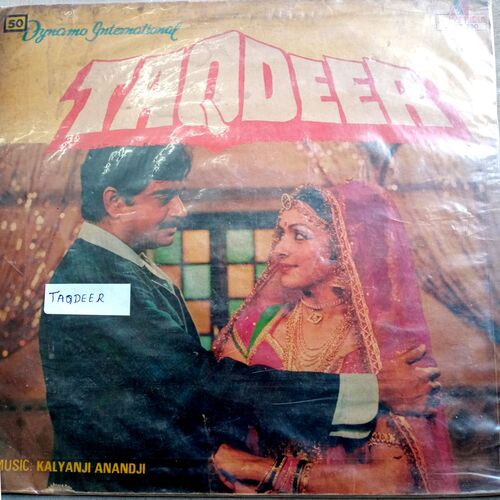 50
Dynamo International
TAQDEER
TAQDEER
MUSIC: KALYANJI ANANDJI